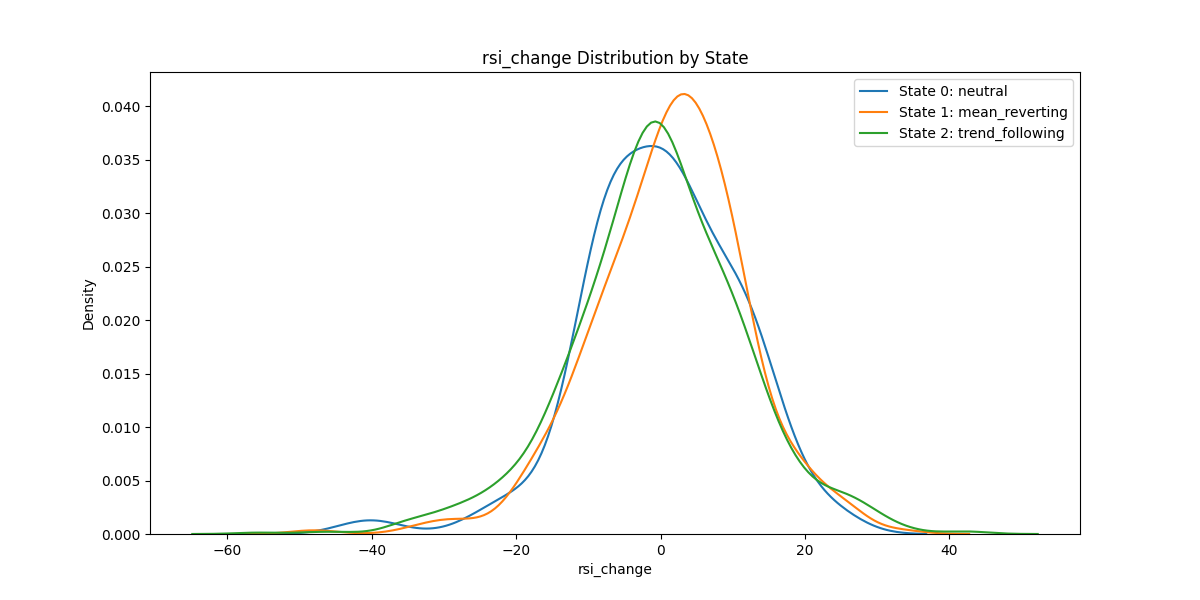 rsi_change Distribution by State
State 0: neutral
State 1: mean_reverting
State 2: trend_following
Density
0.040
0.035
0.030
0.025
0.020
0.015
0.010
0.005
0.000
−60 −40 −20 0 20 40
rsi_change